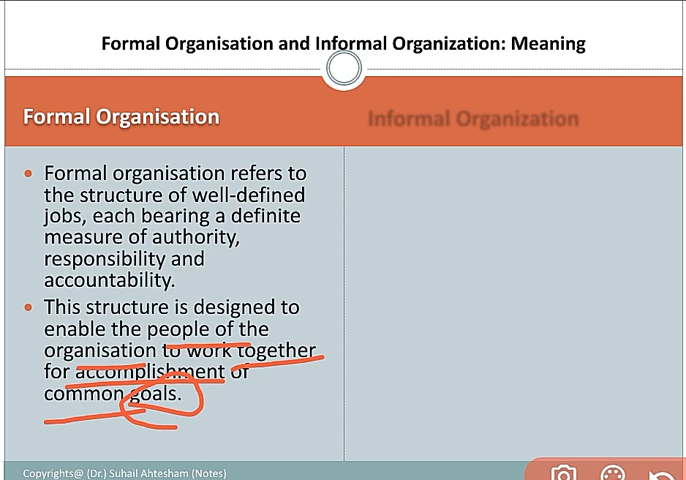 Formal Organisation and Informal Organization: Meaning
Formal Organisation
Informal Organization
• Formal organisation refers to
the structure of well-defined
jobs, each bearing a definite
measure of authority,
responsibility and
accountability.
• This structure is designed to
enable the people of the
organisation to work together
for accomplishment of
common goals.
Copyrights@ (Dr.) Suhail Ahtesham (Notes)